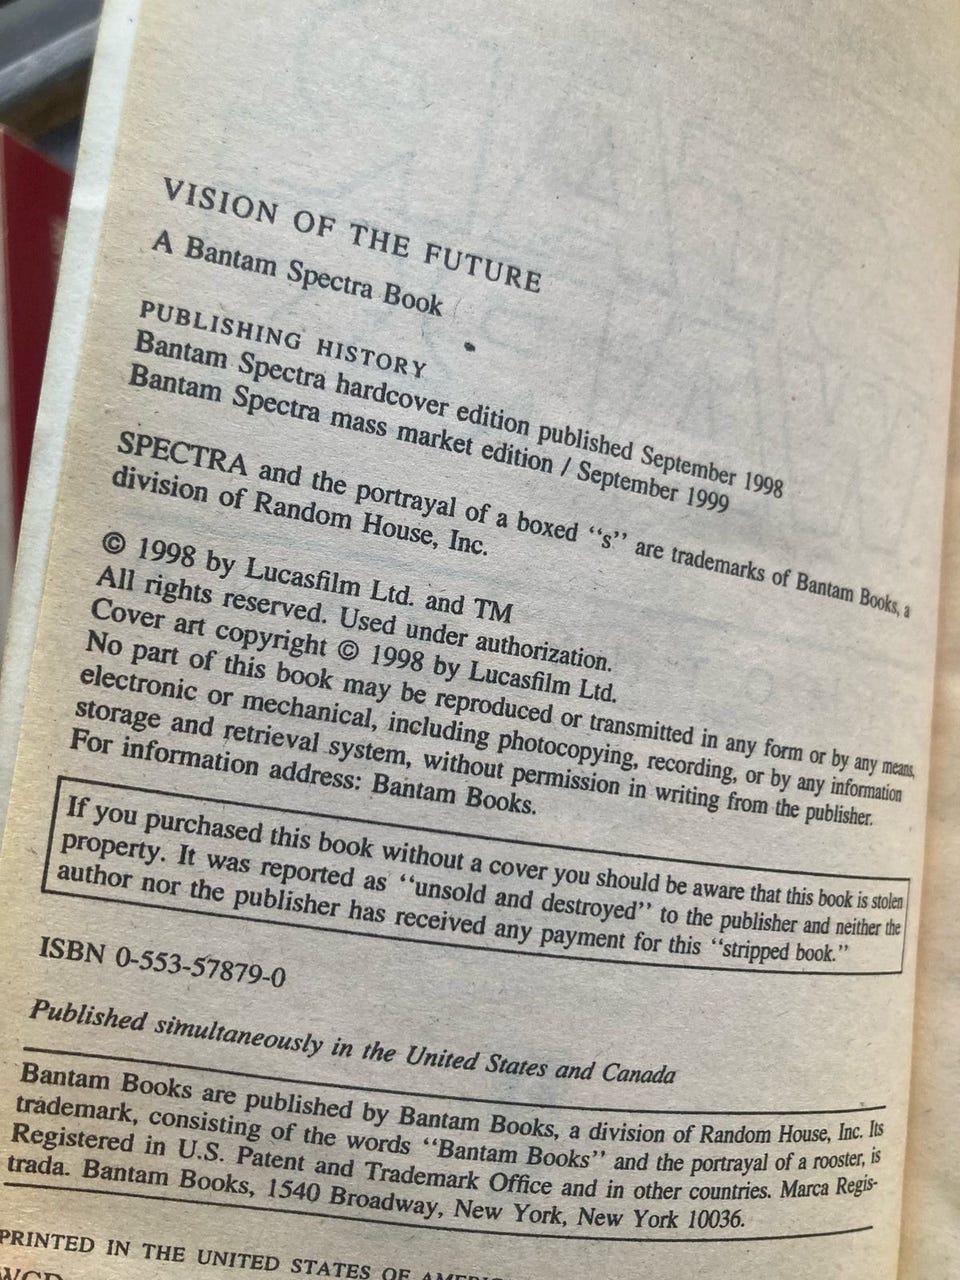 VISION OF THE FUTURE
A Bantam Spectra Book
PUBLISHING HISTORY
Bantam Spectra hardcover edition published September 1998
Bantam Spectra mass market edition / September 1999
SPECTRA and the portrayal of a boxed “s” are trademarks of Bantam Books, a
division of Random House, Inc.
© 1998 by Lucasfilm Ltd. and TM
All rights reserved. Used under authorization.
Cover art copyright © 1998 by Lucasfilm Ltd.
No part of this book may be reproduced or transmitted in any form or by any means,
electronic or mechanical, including photocopying, recording, or by any information
storage and retrieval system, without permission in writing from the publisher.
For information address: Bantam Books.
If you purchased this book without a cover you should be aware that this book is stolen
property. It was reported as “unsold and destroyed” to the publisher and neither the
author nor the publisher has received any payment for this “stripped book.”
ISBN 0-553-57879-0
Published simultaneously in the United States and Canada
Bantam Books are published by Bantam Books, a division of Random House, Inc. Its
trademark, consisting of the words “Bantam Books” and the portrayal of a rooster, is
Registered in U.S. Patent and Trademark Office and in other countries. Marca Regis-
trada. Bantam Books, 1540 Broadway, New York, New York 10036.
PRINTED IN THE UNITED STATES OF